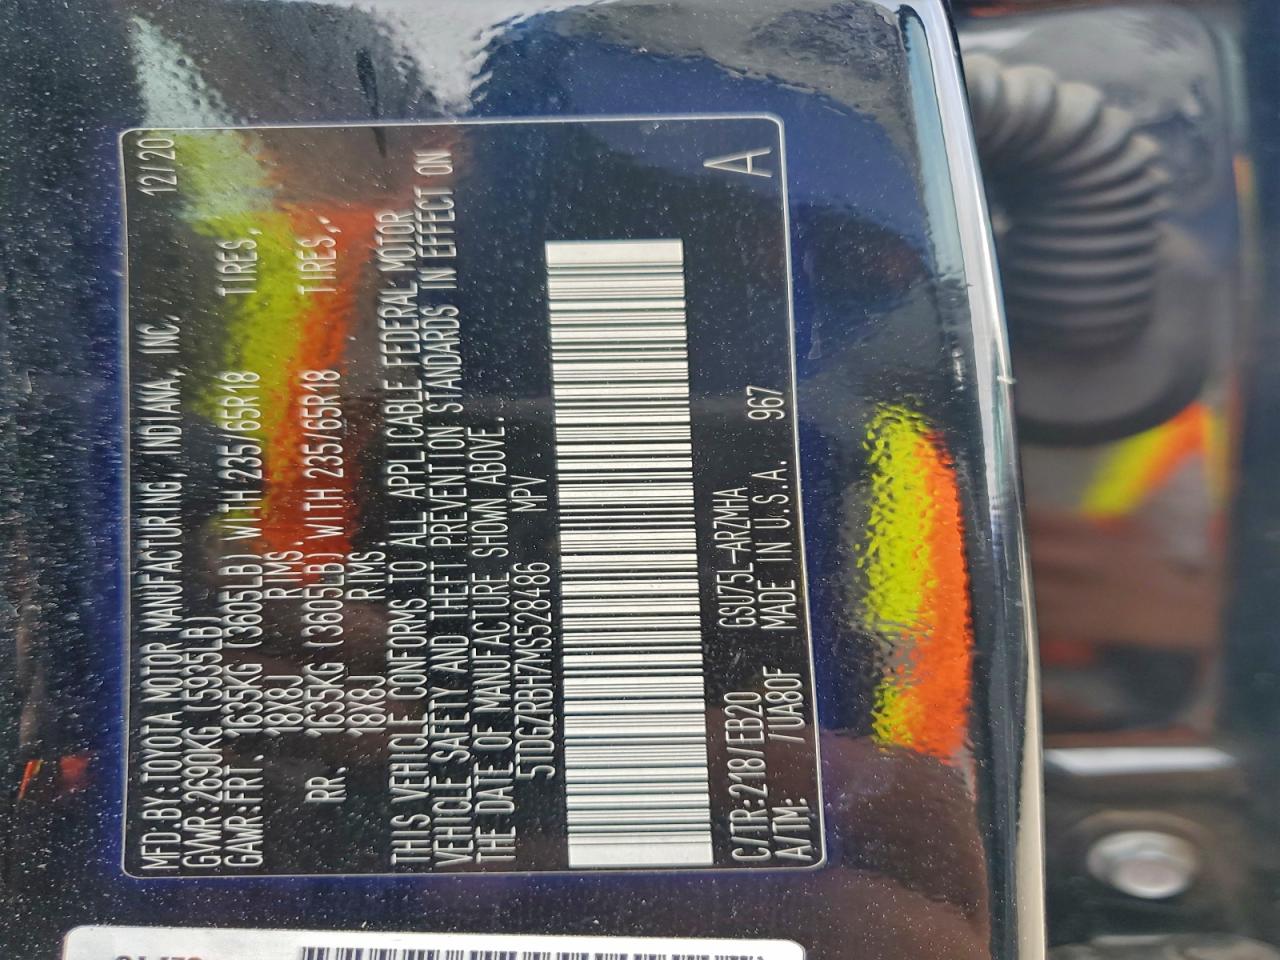 MFD.BY:TOYOTA MOTOR MANUFACTURING, INDIANA, INC. 12/20
GVWR:2690KG (5935LB)
GAWR:FRT. 1635KG (3605LB) WITH 235/65R18 TIRES,
18X8J RIMS.
RR. 1635KG (3605LB) WITH 235/65R18 TIRES,
18X8J RIMS.
THIS VEHICLE CONFORMS TO ALL APPLICABLE FEDERAL MOTOR
VEHICLE SAFETY AND THEFT PREVENTION STANDARDS IN EFFECT ON
THE DATE OF MANUFACTURE SHOWN ABOVE.
5TDGZRBH7MS528486 MPV
C/TR:218/EB20 GSU75L-ARZMHA
A/TM: /UA80F MADE IN U.S.A. 967
A